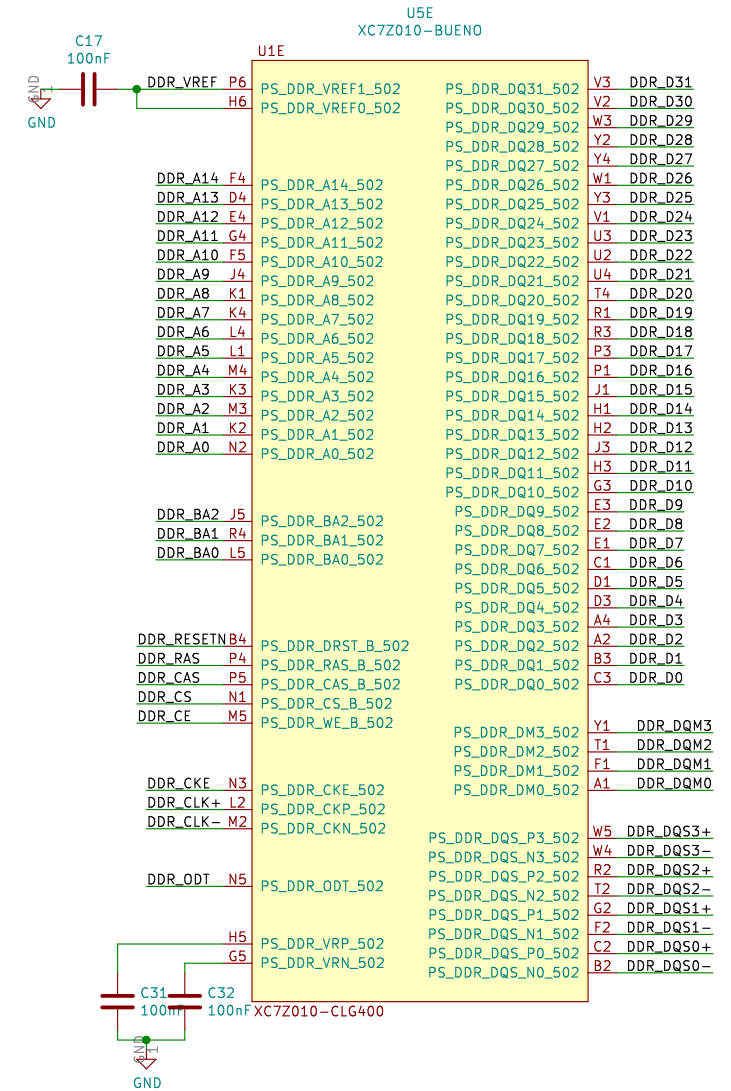 U5E
XC7Z010-BUENO
U1E
C17
100nF
GND
1
GND
DDR_VREF P6 PS_DDR_VREF1_502
H6 PS_DDR_VREF0_502
DDR_A14 F4 PS_DDR_A14_502
DDR_A13 D4 PS_DDR_A13_502
DDR_A12 E4 PS_DDR_A12_502
DDR_A11 G4 PS_DDR_A11_502
DDR_A10 F5 PS_DDR_A10_502
DDR_A9 J4 PS_DDR_A9_502
DDR_A8 K1 PS_DDR_A8_502
DDR_A7 K4 PS_DDR_A7_502
DDR_A6 L4 PS_DDR_A6_502
DDR_A5 L1 PS_DDR_A5_502
DDR_A4 M4 PS_DDR_A4_502
DDR_A3 K3 PS_DDR_A3_502
DDR_A2 M3 PS_DDR_A2_502
DDR_A1 K2 PS_DDR_A1_502
DDR_A0 N2 PS_DDR_A0_502
DDR_BA2 J5 PS_DDR_BA2_502
DDR_BA1 R4 PS_DDR_BA1_502
DDR_BA0 L5 PS_DDR_BA0_502
DDR_RESETN B4 PS_DDR_DRST_B_502
DDR_RAS P4 PS_DDR_RAS_B_502
DDR_CAS P5 PS_DDR_CAS_B_502
DDR_CS N1 PS_DDR_CS_B_502
DDR_CE M5 PS_DDR_WE_B_502
DDR_CKE N3 PS_DDR_CKE_502
DDR_CLK+ L2 PS_DDR_CKP_502
DDR_CLK- M2 PS_DDR_CKN_502
DDR_ODT N5 PS_DDR_ODT_502
H5 PS_DDR_VRP_502
G5 PS_DDR_VRN_502
C31
100nF
C32
100nF
GND
1
GND
PS_DDR_DQ31_502 V3 DDR_D31
PS_DDR_DQ30_502 V2 DDR_D30
PS_DDR_DQ29_502 W3 DDR_D29
PS_DDR_DQ28_502 Y2 DDR_D28
PS_DDR_DQ27_502 Y4 DDR_D27
PS_DDR_DQ26_502 W1 DDR_D26
PS_DDR_DQ25_502 Y3 DDR_D25
PS_DDR_DQ24_502 V1 DDR_D24
PS_DDR_DQ23_502 U3 DDR_D23
PS_DDR_DQ22_502 U2 DDR_D22
PS_DDR_DQ21_502 U4 DDR_D21
PS_DDR_DQ20_502 T4 DDR_D20
PS_DDR_DQ19_502 R1 DDR_D19
PS_DDR_DQ18_502 R3 DDR_D18
PS_DDR_DQ17_502 P3 DDR_D17
PS_DDR_DQ16_502 P1 DDR_D16
PS_DDR_DQ15_502 J1 DDR_D15
PS_DDR_DQ14_502 H1 DDR_D14
PS_DDR_DQ13_502 H2 DDR_D13
PS_DDR_DQ12_502 J3 DDR_D12
PS_DDR_DQ11_502 H3 DDR_D11
PS_DDR_DQ10_502 G3 DDR_D10
PS_DDR_DQ9_502 E3 DDR_D9
PS_DDR_DQ8_502 E2 DDR_D8
PS_DDR_DQ7_502 E1 DDR_D7
PS_DDR_DQ6_502 C1 DDR_D6
PS_DDR_DQ5_502 D1 DDR_D5
PS_DDR_DQ4_502 D3 DDR_D4
PS_DDR_DQ3_502 A4 DDR_D3
PS_DDR_DQ2_502 A2 DDR_D2
PS_DDR_DQ1_502 B3 DDR_D1
PS_DDR_DQ0_502 C3 DDR_D0
PS_DDR_DM3_502 Y1 DDR_DQM3
PS_DDR_DM2_502 T1 DDR_DQM2
PS_DDR_DM1_502 F1 DDR_DQM1
PS_DDR_DM0_502 A1 DDR_DQM0
PS_DDR_DQS_P3_502 W5 DDR_DQS3+
PS_DDR_DQS_N3_502 W4 DDR_DQS3-
PS_DDR_DQS_P2_502 R2 DDR_DQS2+
PS_DDR_DQS_N2_502 T2 DDR_DQS2-
PS_DDR_DQS_P1_502 G2 DDR_DQS1+
PS_DDR_DQS_N1_502 F2 DDR_DQS1-
PS_DDR_DQS_P0_502 C2 DDR_DQS0+
PS_DDR_DQS_N0_502 B2 DDR_DQS0-
XC7Z010-CLG400